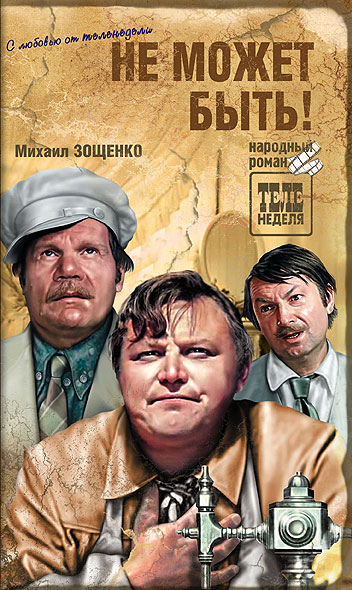 С любовью от теленедели
НЕ МОЖЕТ
БЫТЬ!
Михаил ЗОЩЕНКО
народный
роман
ТЕЛЕ
НЕДЕЛЯ